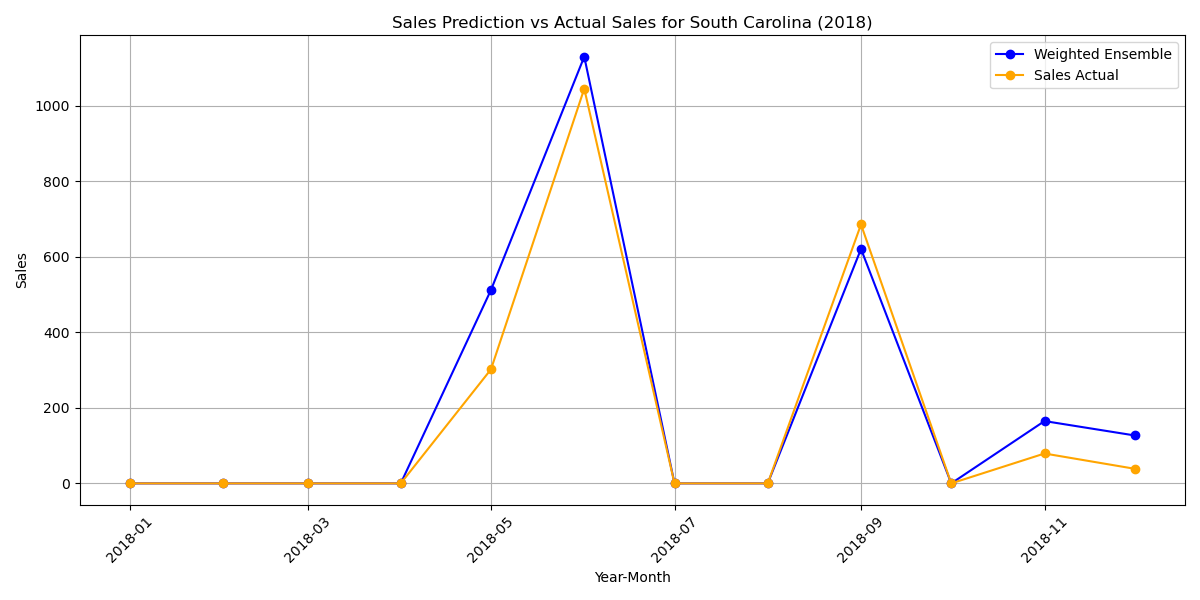 Sales Prediction vs Actual Sales for South Carolina (2018)
Weighted Ensemble
Sales Actual
Sales
1000
800
600
400
200
0
2018-01
2018-03
2018-05
2018-07
2018-09
2018-11
Year-Month